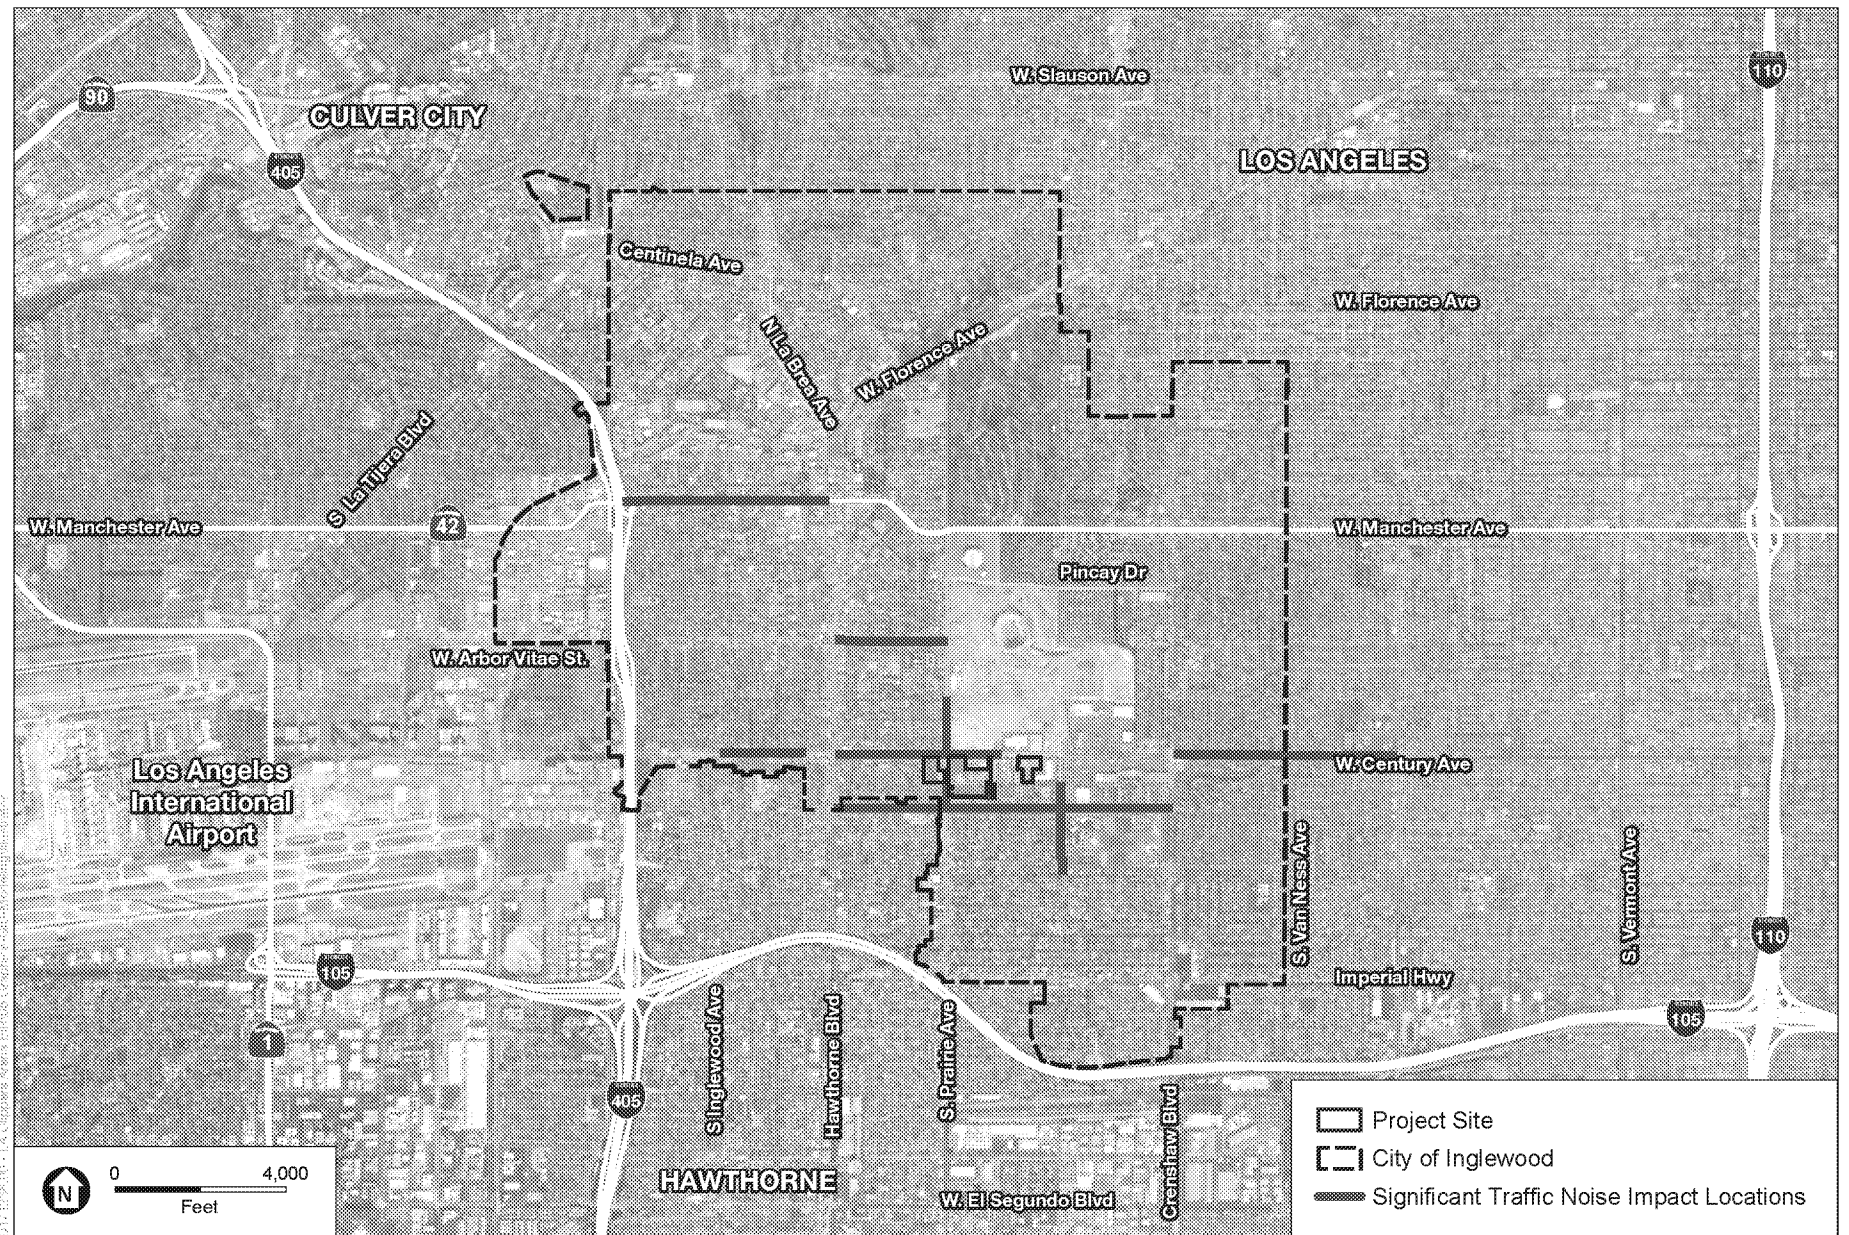 W. Slauson Ave
110
90
CULVER CITY
LOS ANGELES
405
Centinela Ave
W. Florence Ave
N La Brea Ave
W. Florence Ave
S La Tijera Blvd
W. Manchester Ave
42
W. Manchester Ave
Pincay Dr
W. Arbor Vitae St.
Los Angeles
International
Airport
W. Century Ave
S. Van Ness Ave
S. Vermont Ave
110
105
Imperial Hwy
S Inglewood Ave
Hawthorne Blvd
S. Prairie Ave
105
1
405
Crenshaw Blvd
HAWTHORNE
W. El Segundo Blvd
N
0 4,000
Feet
Project Site
City of Inglewood
Significant Traffic Noise Impact Locations